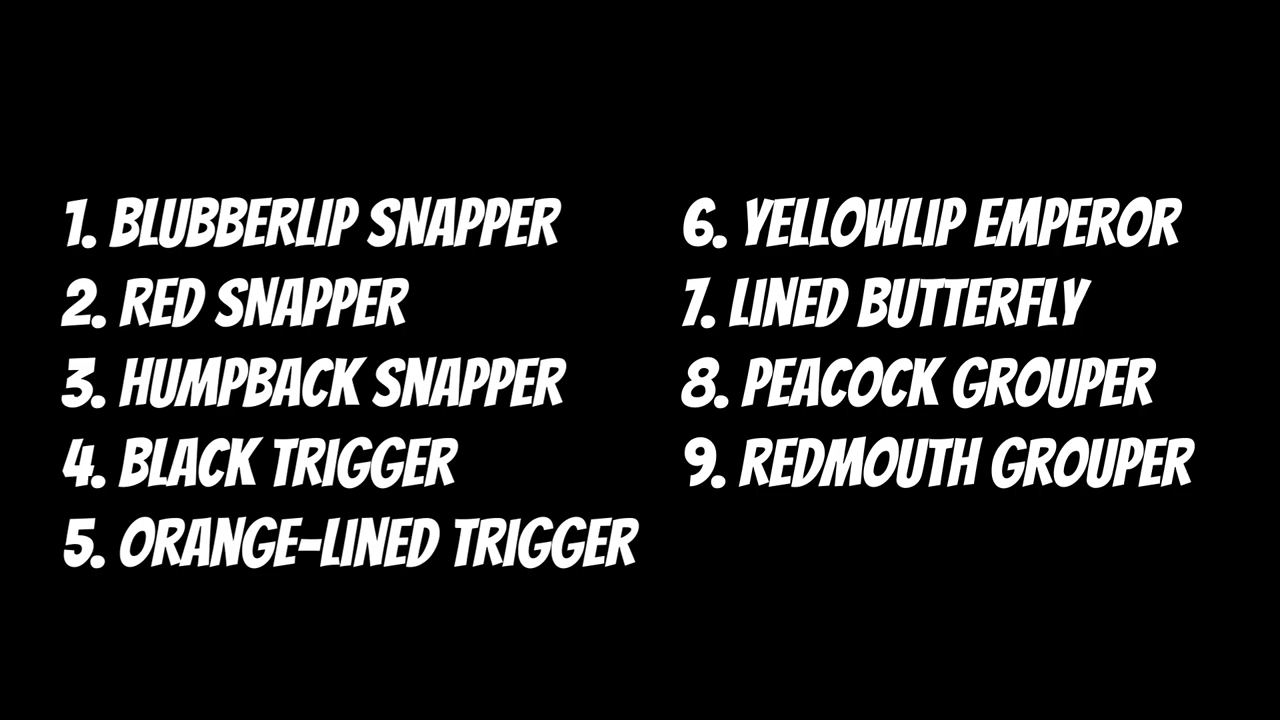 1. BLUBBERLIP SNAPPER
2. RED SNAPPER
3. HUMPBACK SNAPPER
4. BLACK TRIGGER
5. ORANGE-LINED TRIGGER
6. YELLOWLIP EMPEROR
7. LINED BUTTERFLY
8. PEACOCK GROUPER
9. REDMOUTH GROUPER